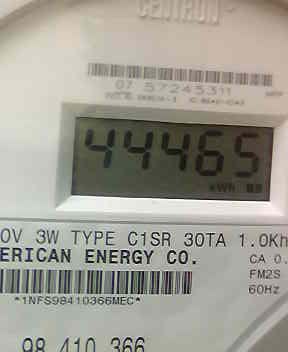 CENTRON
07 57245311
44465
kWh
0V 3W TYPE C1SR 30TA 1.0Kh
ERICAN ENERGY CO.
CA 0.
FM2S
60Hz
*1NFS98410366MEC*
98 410 366